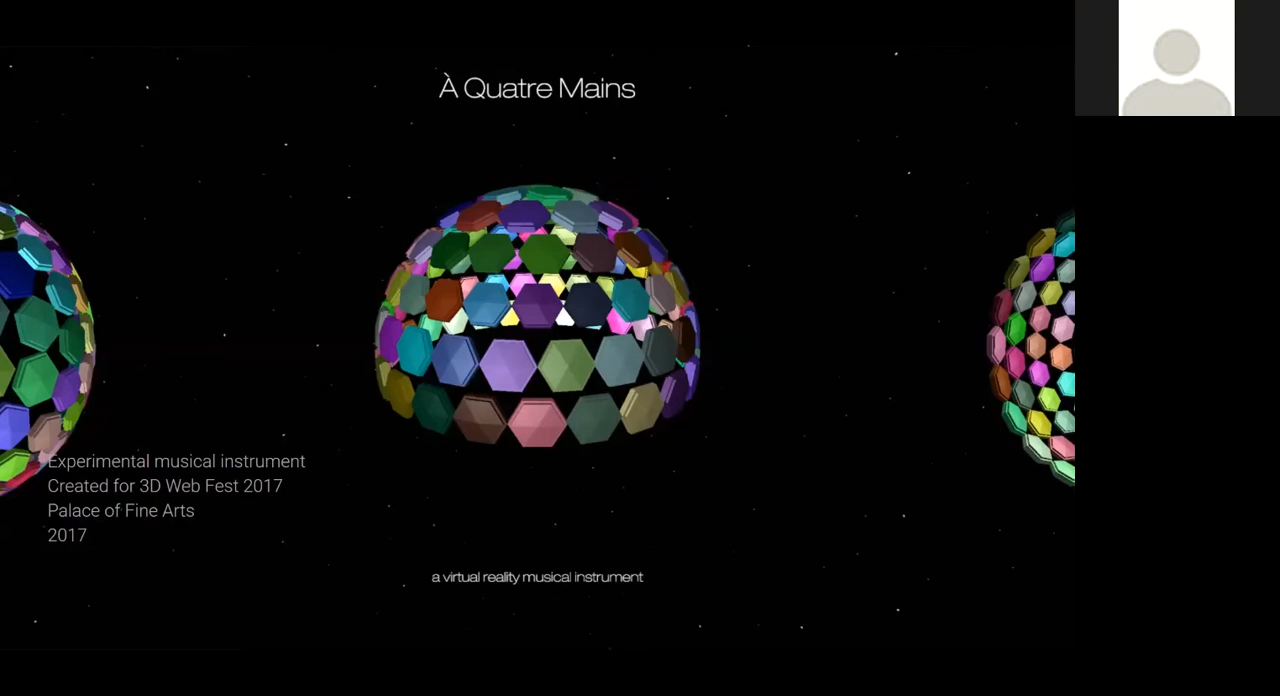 À Quatre Mains
Experimental musical instrument
Created for 3D Web Fest 2017
Palace of Fine Arts
2017
a virtual reality musical instrument